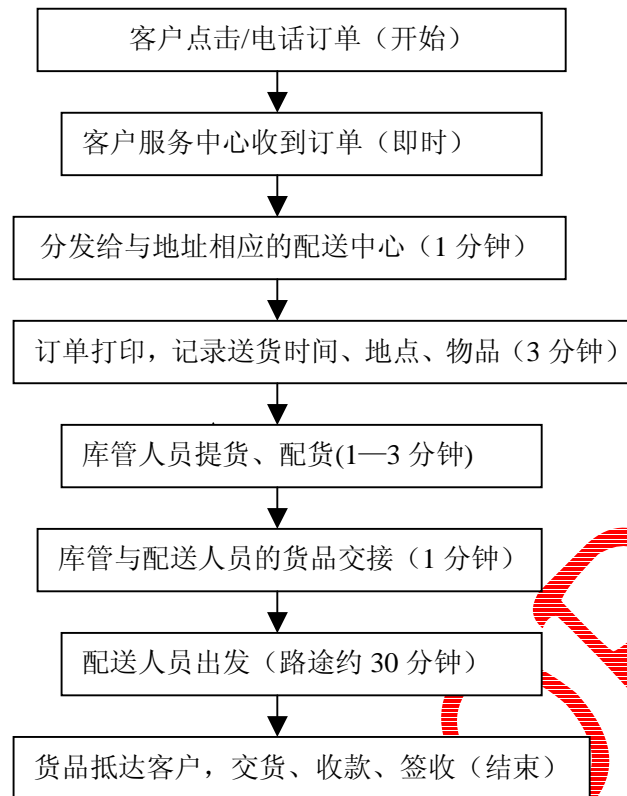 客户点击/电话订单（开始）
客户服务中心收到订单（即时）
分发给与地址相应的配送中心（1 分钟）
订单打印，记录送货时间、地点、物品（3 分钟）
库管人员提货、配货(1—3 分钟)
库管与配送人员的货品交接（1 分钟）
配送人员出发（路途约 30 分钟）
货品抵达客户，交货、收款、签收（结束）